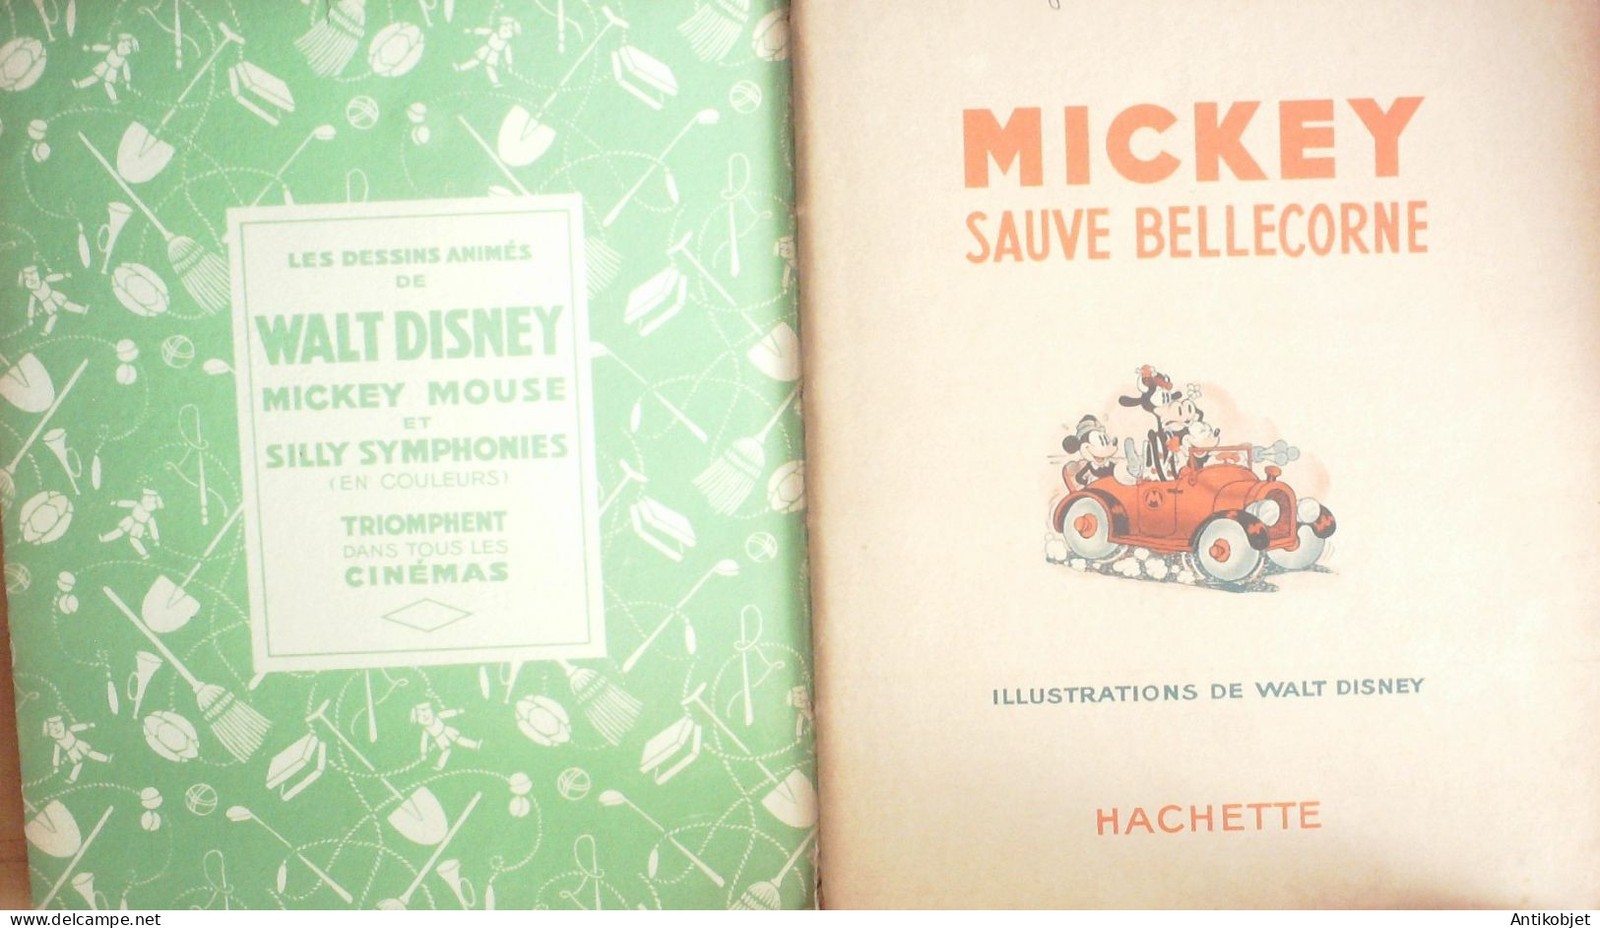 LES DESSINS ANIMÉS
DE
WALT DISNEY
MICKEY MOUSE
ET
SILLY SYMPHONIES
(EN COULEURS)
TRIOMPHENT
DANS TOUS LES
CINÉMAS
MICKEY
SAUVE BELLECORNE
M
ILLUSTRATIONS DE WALT DISNEY
HACHETTE
delcampe.net
Antikobjet